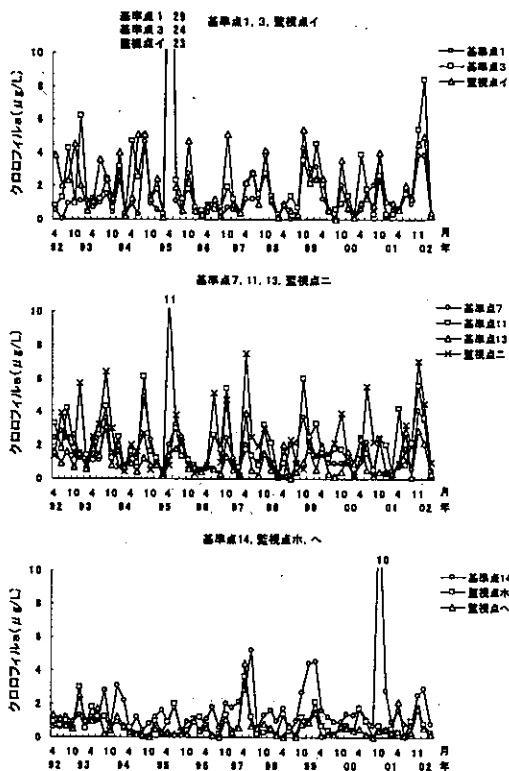 基準点1 29
基準点3 24
監視点イ 23
基準点1, 3, 監視点イ
クロロフィルa(μg/L)
10
8
6
4
2
0
基準点1
基準点3
監視点イ
4 10 4 10 4 10 4 10 4 10 4 10 4 10 4 10 4 10 4 11 4 月
92 93 94 95 96 97 98 99 00 01 02 年
基準点7, 11, 13, 監視点ニ
11
クロロフィルa(μg/L)
10
8
6
4
2
0
基準点7
基準点11
基準点13
監視点ニ
4 10 4 10 4 10 4 10 4 10 4 10 4 10 4 10 4 10 4 11 4 月
92 93 94 95 96 97 98 99 00 01 02 年
基準点14, 監視点ホ, ヘ
10
クロロフィルa(μg/L)
10
8
6
4
2
0
基準点14
監視点ホ
監視点ヘ
4 10 4 10 4 10 4 10 4 10 4 10 4 10 4 10 4 10 4 11 4 月
92 93 94 95 96 97 98 99 00 01 02 年